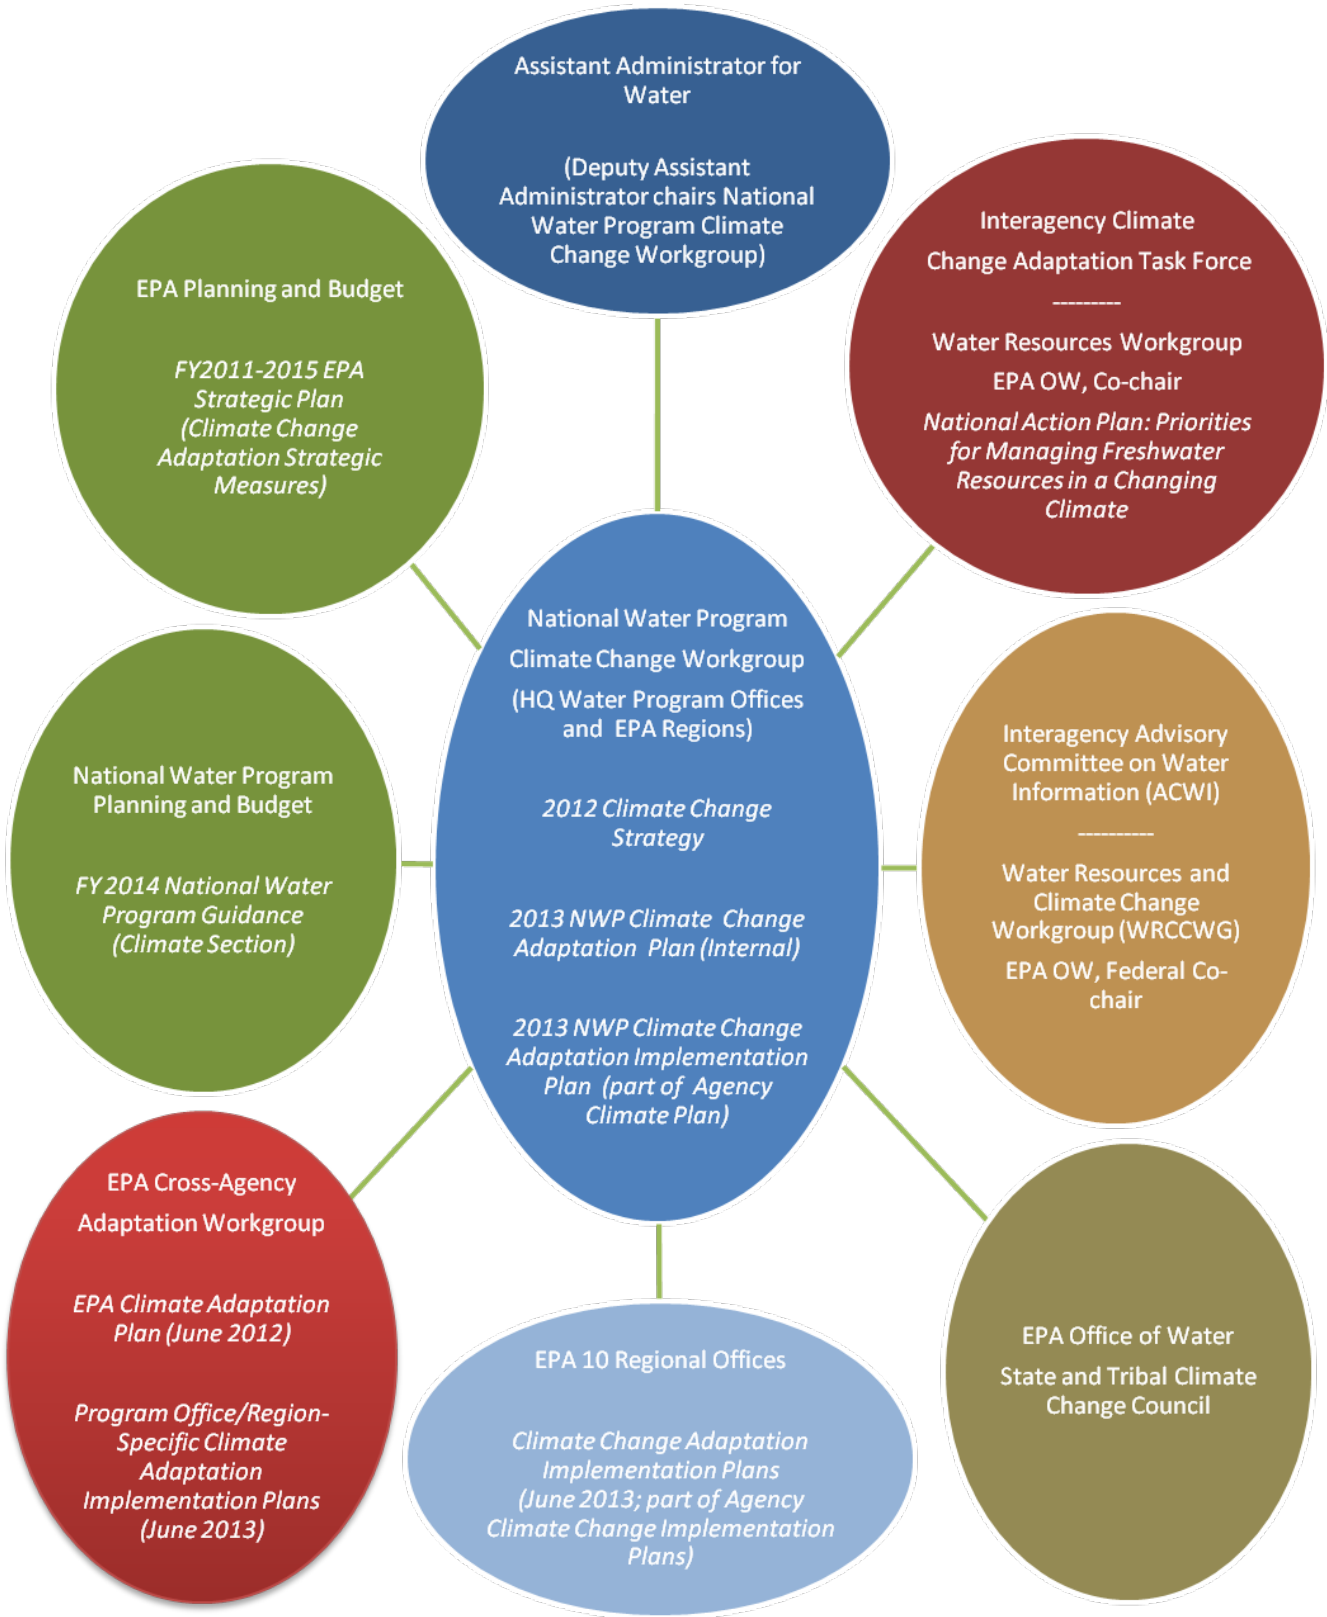 Assistant Administrator for
Water
(Deputy Assistant
Administrator chairs National
Water Program Climate
Change Workgroup)
Interagency Climate
Change Adaptation Task Force
---------
Water Resources Workgroup
EPA OW, Co-chair
National Action Plan: Priorities
for Managing Freshwater
Resources in a Changing
Climate
EPA Planning and Budget
FY2011-2015 EPA
Strategic Plan
(Climate Change
Adaptation Strategic
Measures)
National Water Program
Climate Change Workgroup
(HQ Water Program Offices
and EPA Regions)
2012 Climate Change
Strategy
2013 NWP Climate Change
Adaptation Plan (Internal)
2013 NWP Climate Change
Adaptation Implementation
Plan (part of Agency
Climate Plan)
Interagency Advisory
Committee on Water
Information (ACWI)
----------
Water Resources and
Climate Change
Workgroup (WRCCWG)
EPA OW, Federal Co-
chair
National Water Program
Planning and Budget
FY 2014 National Water
Program Guidance
(Climate Section)
EPA Cross-Agency
Adaptation Workgroup
EPA Climate Adaptation
Plan (June 2012)
Program Office/Region-
Specific Climate
Adaptation
Implementation Plans
(June 2013)
EPA 10 Regional Offices
Climate Change Adaptation
Implementation Plans
(June 2013; part of Agency
Climate Change Implementation
Plans)
EPA Office of Water
State and Tribal Climate
Change Council